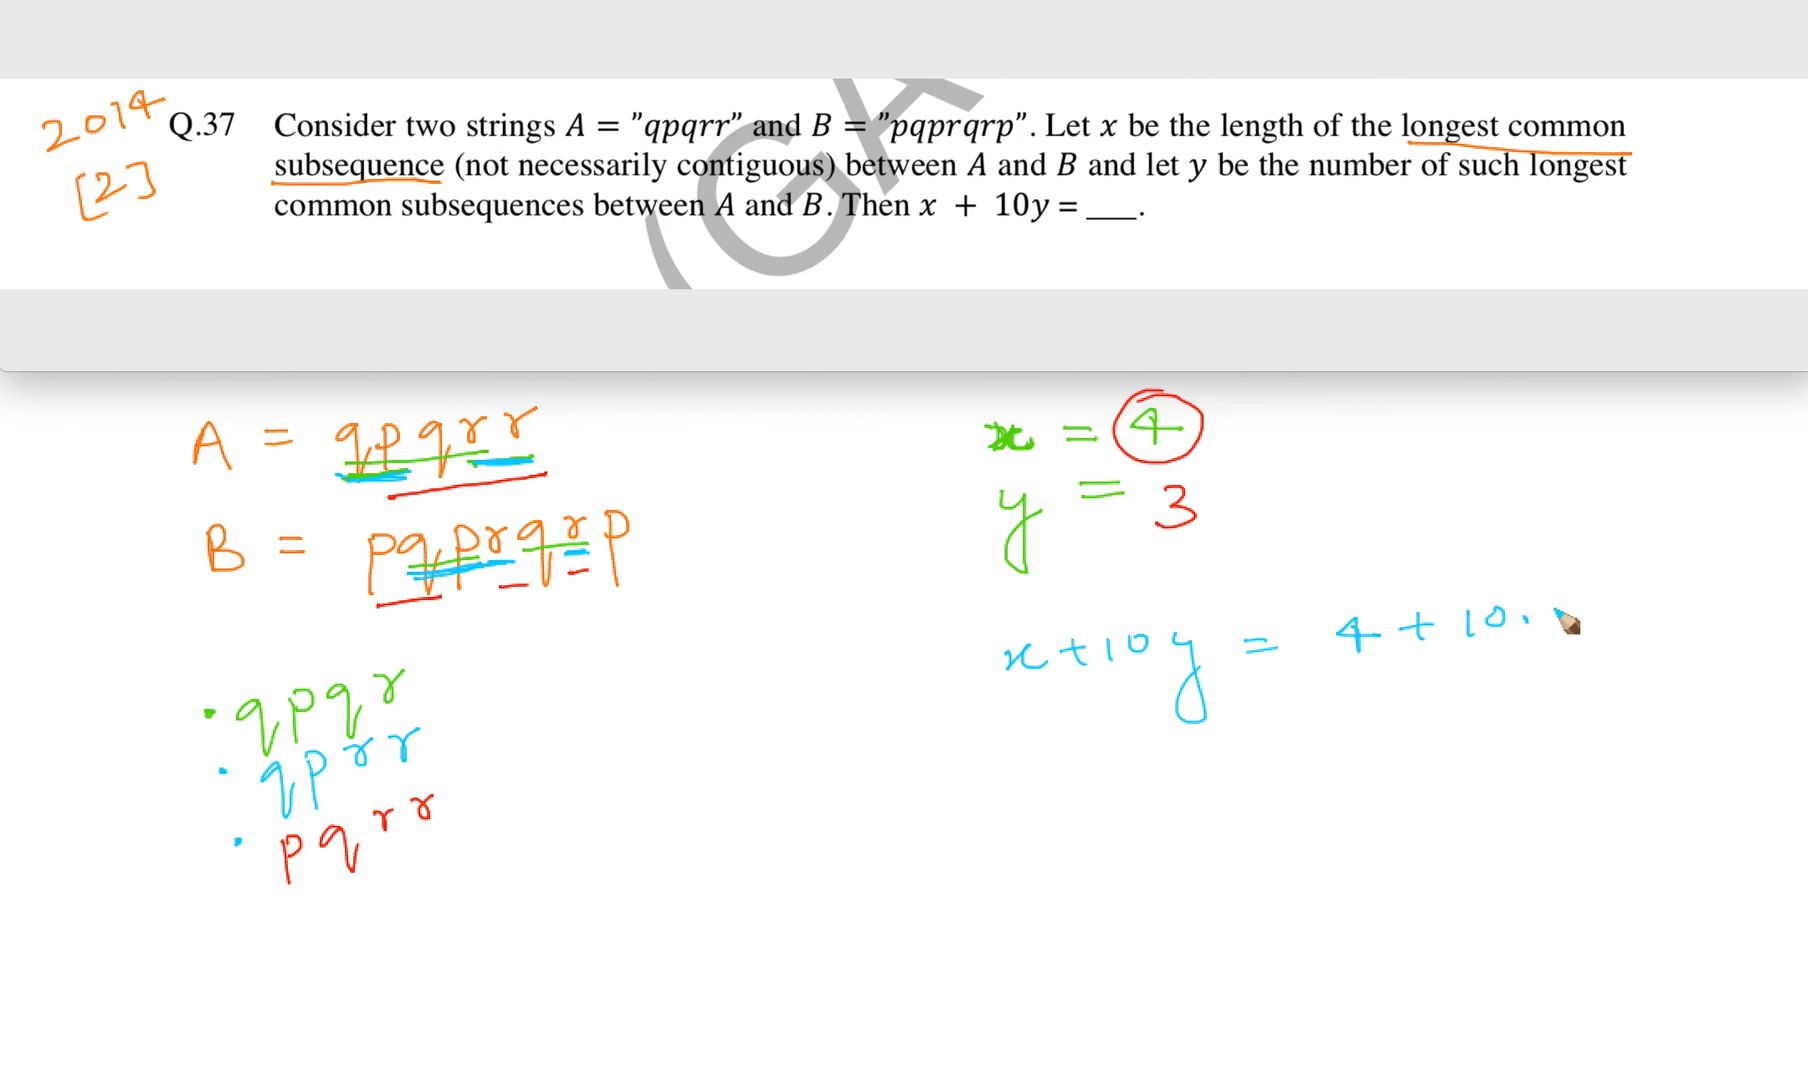 2014
[2]
Q.37 Consider two strings A = "qpqrr" and B = "pqprqrp". Let x be the length of the longest common
subsequence (not necessarily contiguous) between A and B and let y be the number of such longest
common subsequences between A and B. Then x + 10y = ___.
(GA
A = qpqrr
B = pqprqrp
x = 4
y = 3
x+10y = 4+10.
• qpqr
• qprr
• pqrr